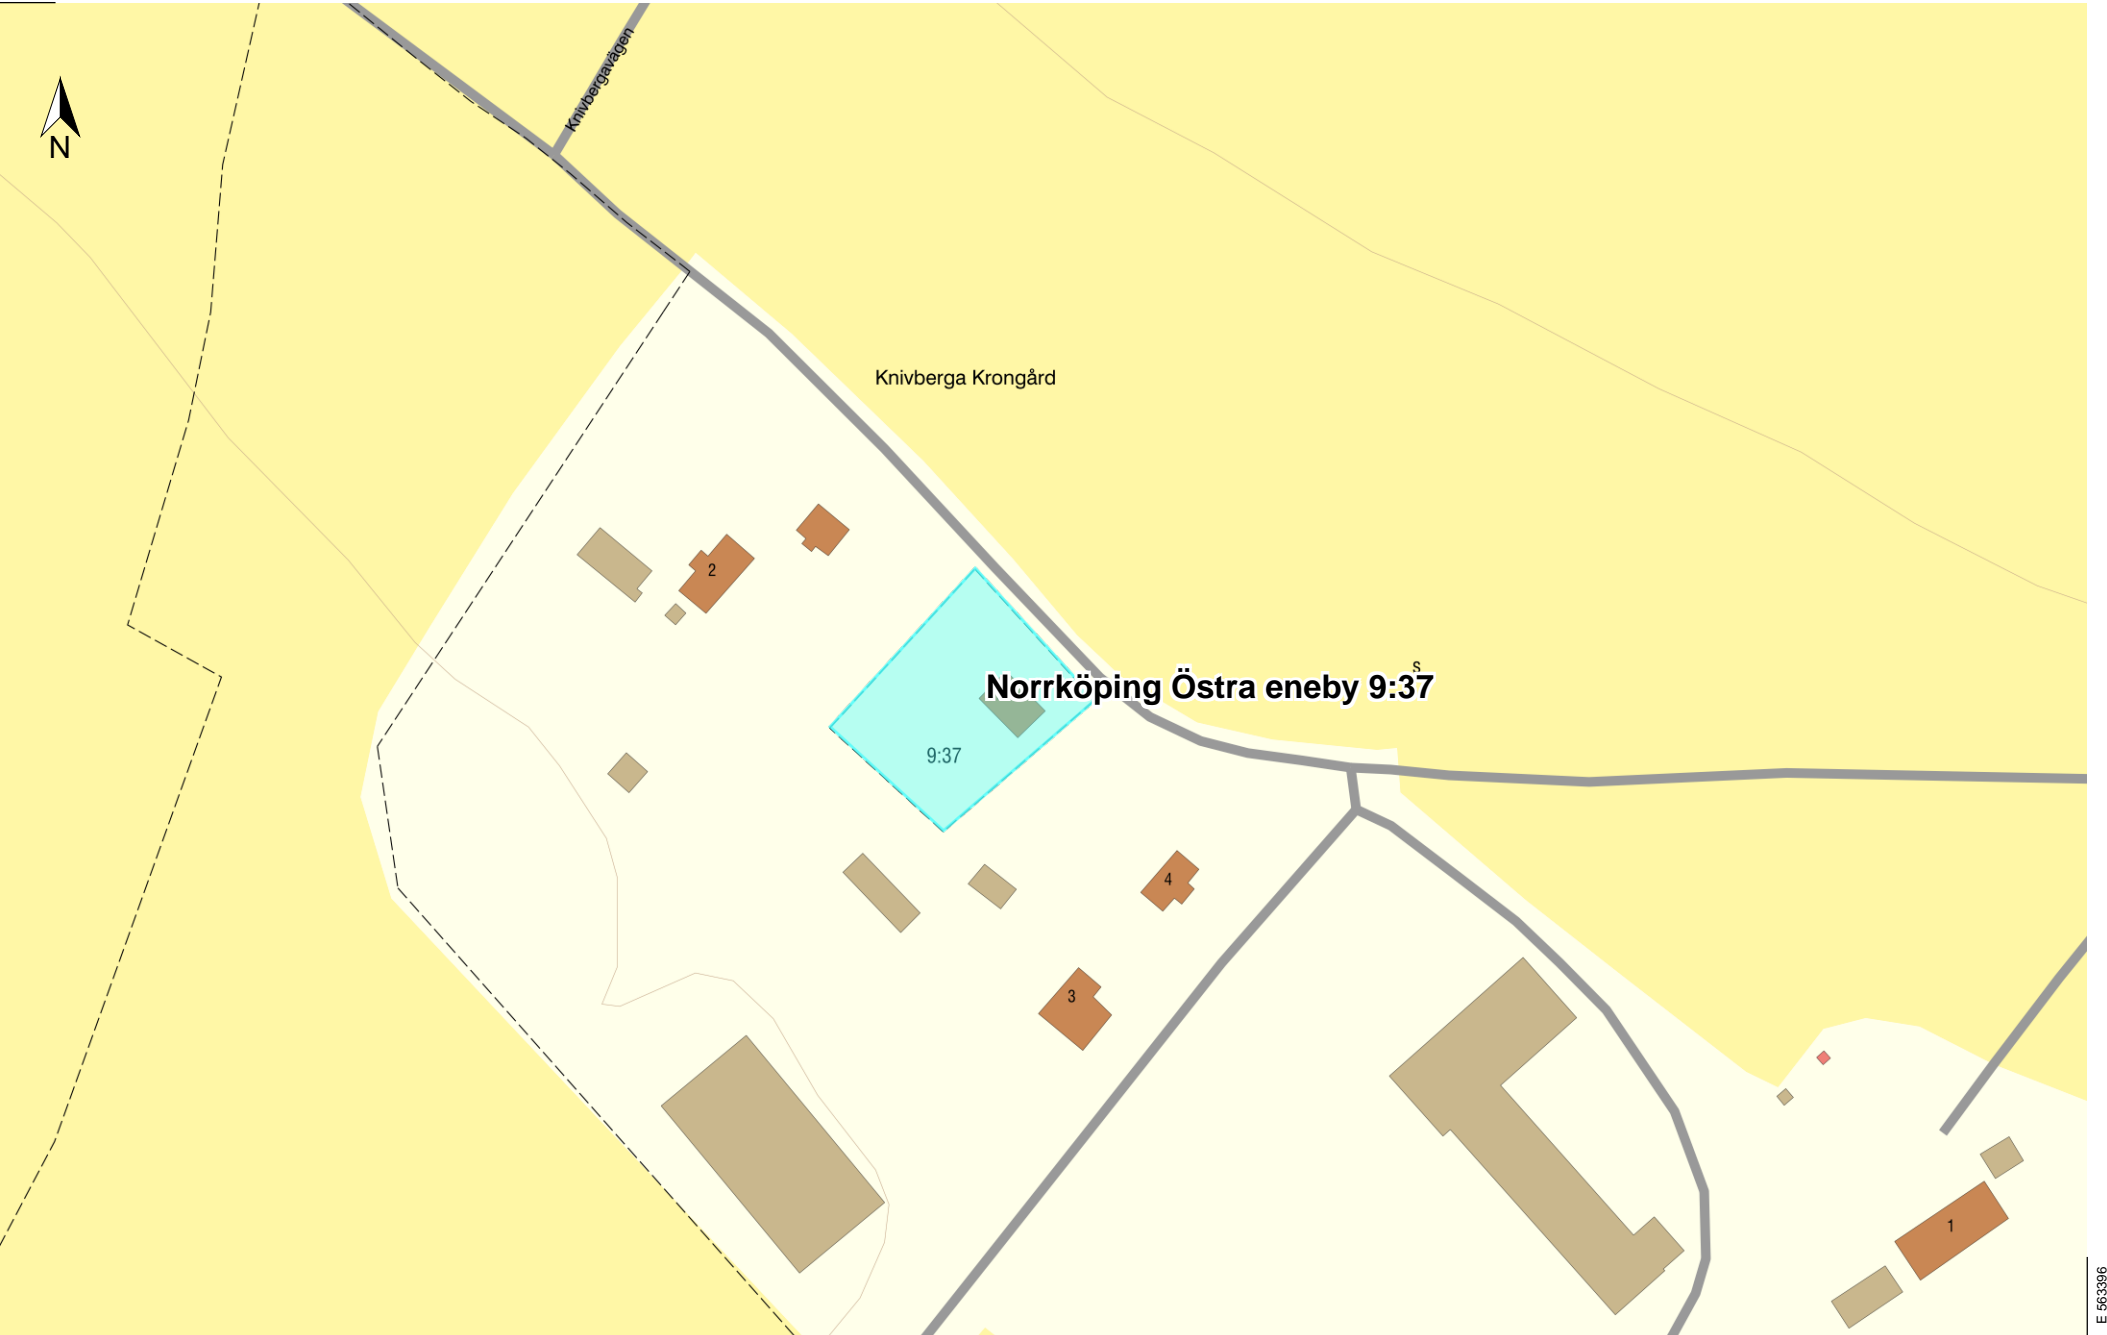 Knivbergavägen
N
Knivberga Krongård
2
S
Norrköping Östra eneby 9:37
9:37
4
3
1
E 563396